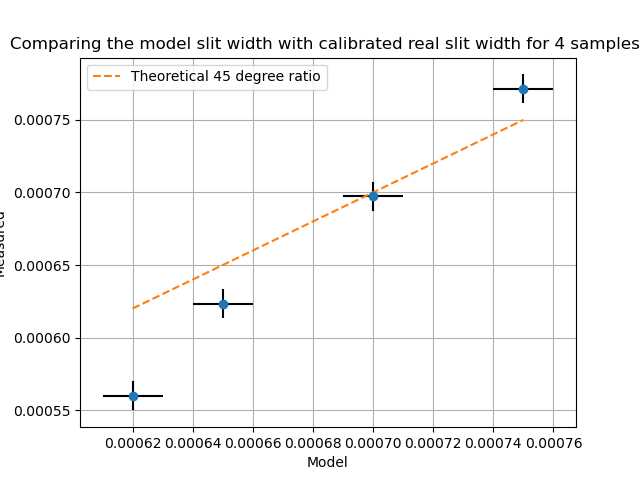 Comparing the model slit width with calibrated real slit width for 4 samples
Theoretical 45 degree ratio
0.00075
0.00070
0.00065
0.00060
0.00055
Measured
0.00062 0.00064 0.00066 0.00068 0.00070 0.00072 0.00074 0.00076
Model